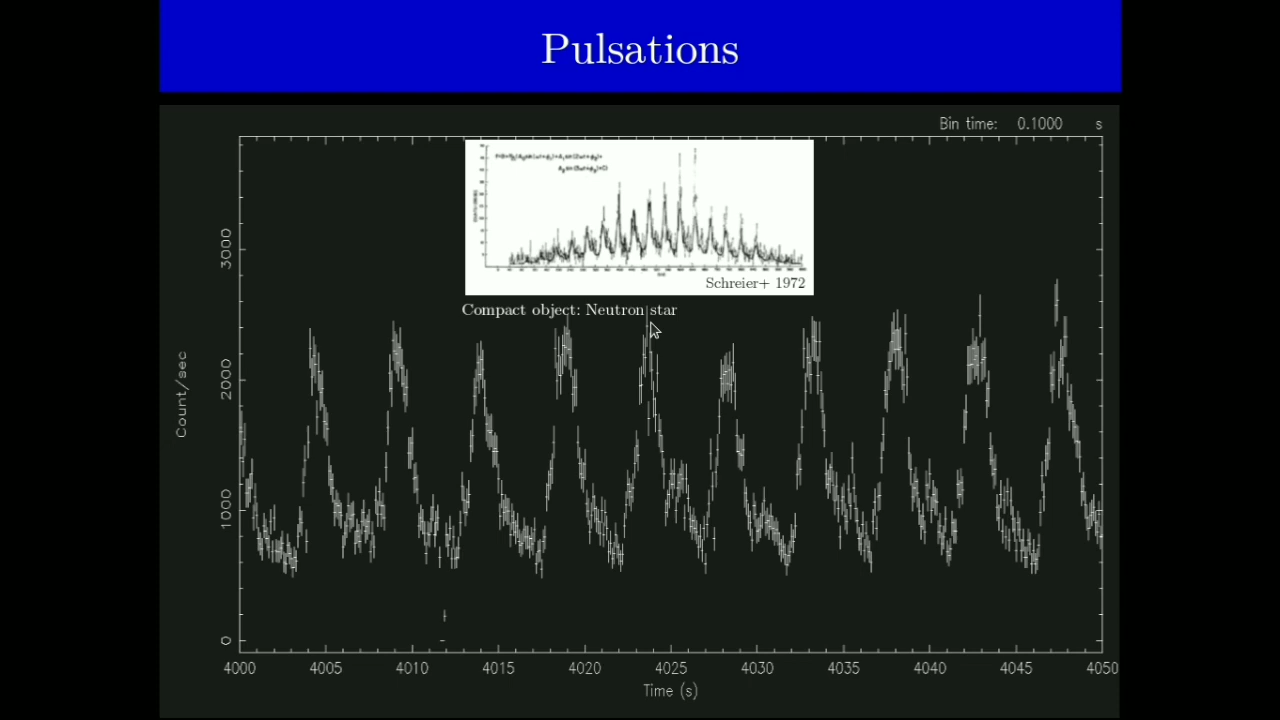 Pulsations
Bin time: 0.1000 s
Schreier+ 1972
Compact object: Neutron star
Count/sec
3000
2000
1000
0
4000 4005 4010 4015 4020 4025 4030 4035 4040 4045 4050
Time (s)